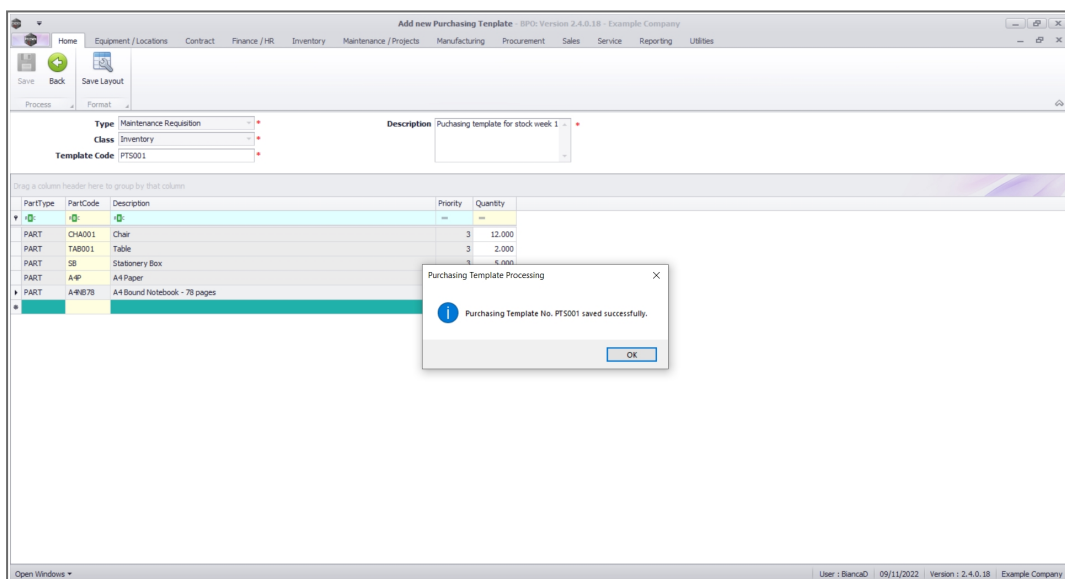 Add new Purchasing Tenplate - BPO: Version 2.4.0.18 - Example Company
Home Equipment / Locations Contract Finance / HR Inventory Maintenance / Projects Manufacturing Procurement Sales Service Reporting Utilities
Save Back Save Layout
Process Format
Type Maintenance Requisition * Description Puchasing template for stock week 1 *
Class Inventory *
Template Code PTS001 *
Drag a column header here to group by that column
PartType PartCode Description Priority Quantity
PART CHA001 Chair 3 12.000
PART TAB001 Table 3 2.000
PART SB Stationery Box 3 5.000
PART A4P A4 Paper
PART A4NB78 A4 Bound Notebook - 78 pages
Purchasing Template Processing
Purchasing Template No. PTS001 saved successfully.
OK
Open Windows User : BiancaD 09/11/2022 Version : 2.4.0.18 Example Company